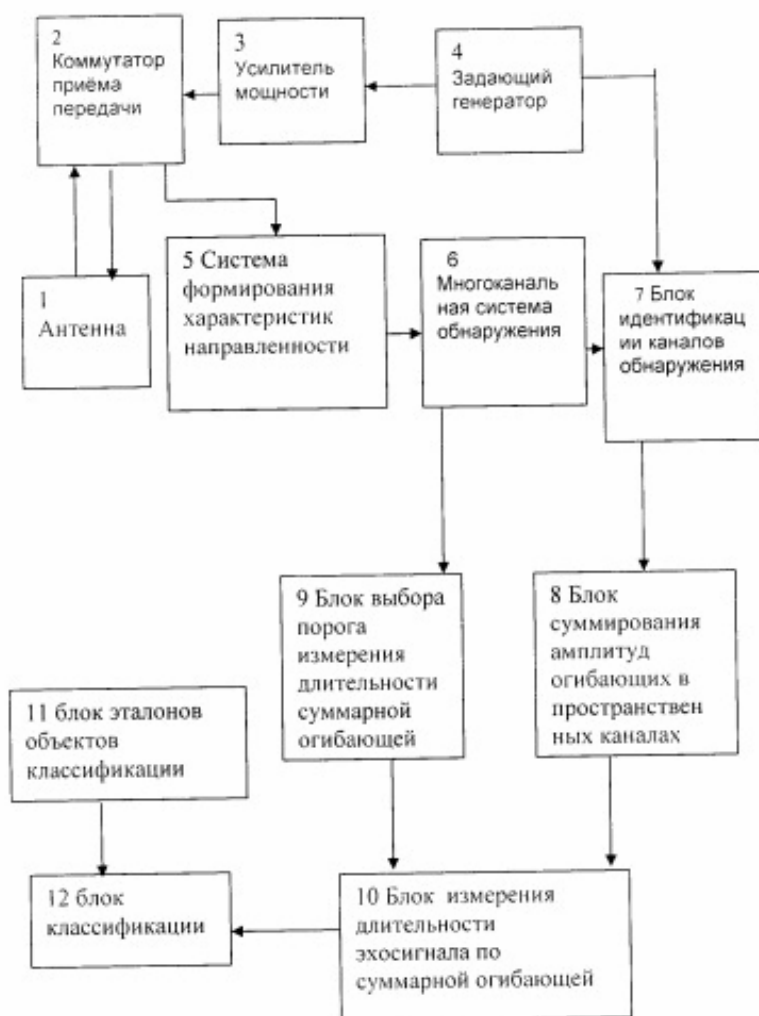 2
Коммутатор
приёма
передачи
3
Усилитель
мощности
4
Задающий
генератор
1
Антенна
5 Система
формирования
характеристик
направленности
6
Многоканаль
ная система
обнаружения
7 Блок
идентификац
ии каналов
обнаружения
9 Блок выбора
порога
измерения
длительности
суммарной
огибающей
8 Блок
суммирования
амплитуд
огибающих в
пространствен
ных каналах
11 блок эталонов
объектов
классификации
12 блок
классификации
10 Блок измерения
длительности
эхосигнала по
суммарной огибающей